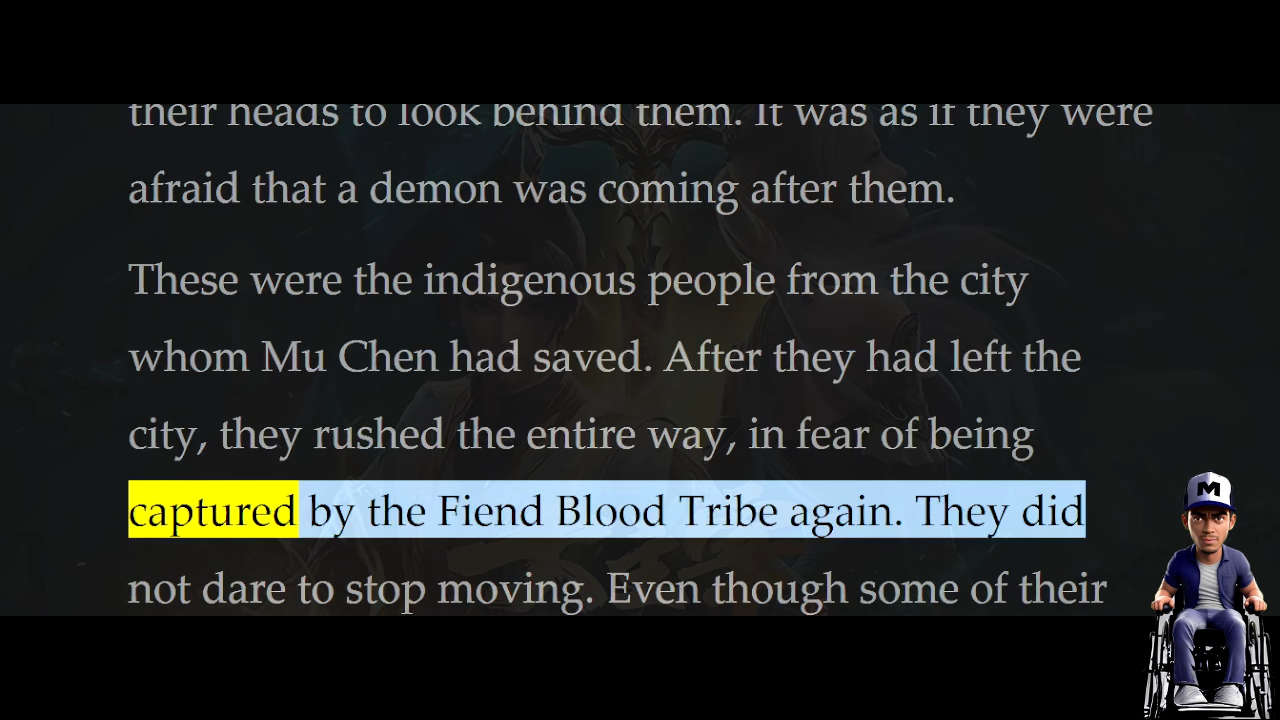 their heads to look behind them. It was as if they were
afraid that a demon was coming after them.
These were the indigenous people from the city
whom Mu Chen had saved. After they had left the
city, they rushed the entire way, in fear of being
captured by the Fiend Blood Tribe again. They did
not dare to stop moving. Even though some of their
M